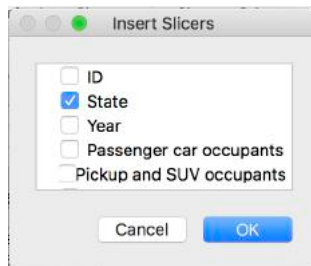 Insert Slicers
ID
State
Year
Passenger car occupants
Pickup and SUV occupants
Cancel
OK